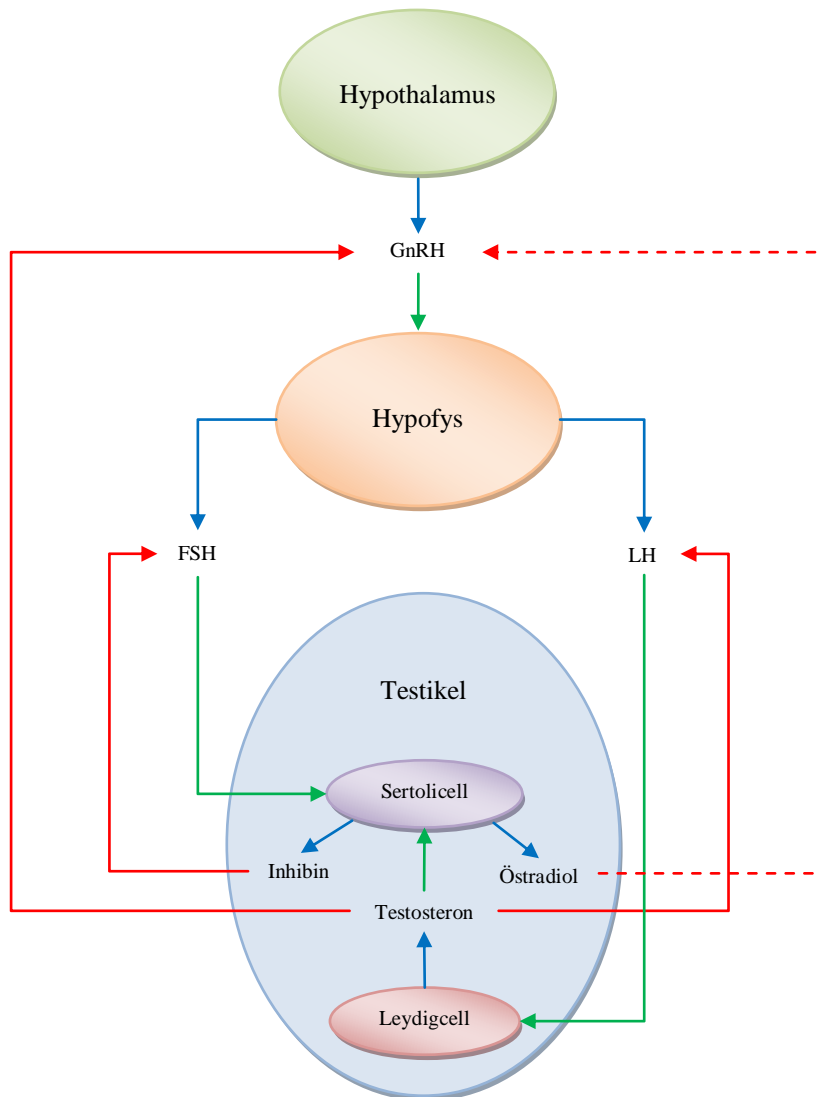 Hypothalamus
GnRH
Hypofys
FSH
LH
Testikel
Sertolicell
Inhibin
Östradiol
Testosteron
Leydigcell